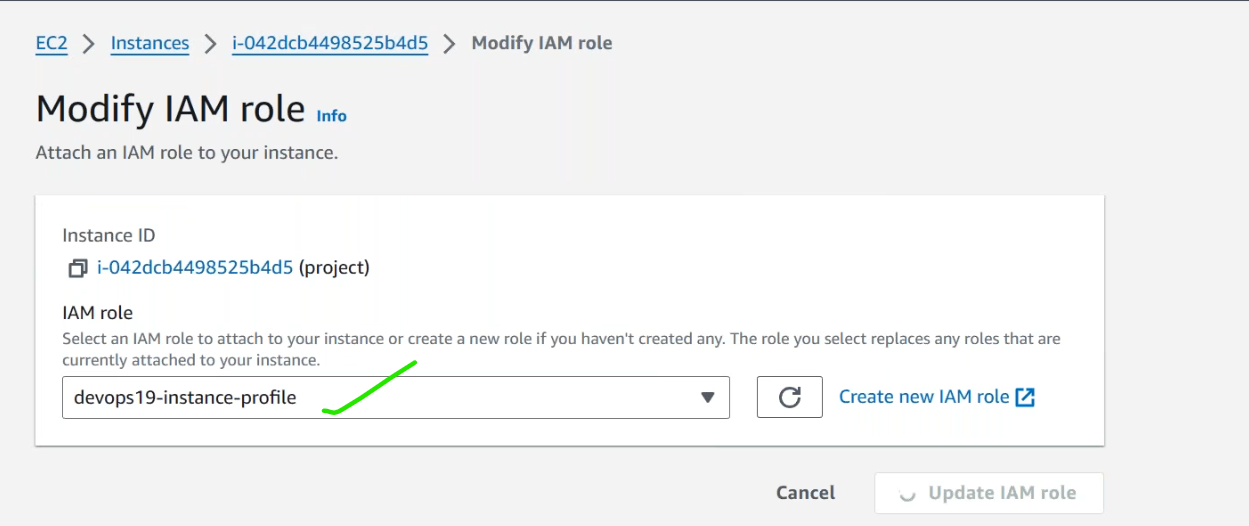 EC2 > Instances > i-042dcb4498525b4d5 > Modify IAM role
Modify IAM role Info
Attach an IAM role to your instance.
Instance ID
i-042dcb4498525b4d5 (project)
IAM role
Select an IAM role to attach to your instance or create a new role if you haven't created any. The role you select replaces any roles that are
currently attached to your instance.
devops19-instance-profile
Create new IAM role
Cancel
Update IAM role